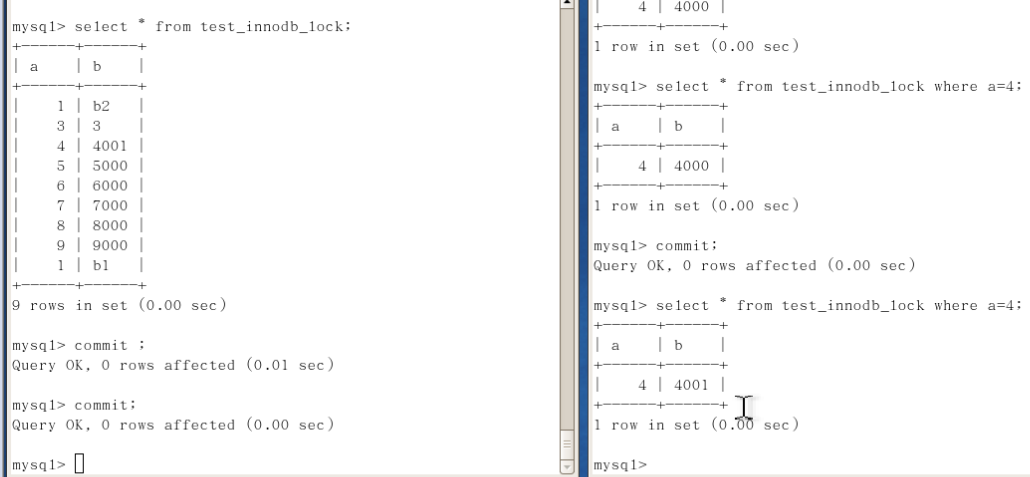 mysql> select * from test_innodb_lock;
+------+------+
| a    | b    |
+------+------+
|    1 | b2   |
|    3 | 3    |
|    4 | 4001 |
|    5 | 5000 |
|    6 | 6000 |
|    7 | 7000 |
|    8 | 8000 |
|    9 | 9000 |
|    1 | b1   |
+------+------+
9 rows in set (0.00 sec)
mysql> commit ;
Query OK, 0 rows affected (0.01 sec)
mysql> commit;
Query OK, 0 rows affected (0.00 sec)
mysql>
|    4 | 4000 |
+------+------+
1 row in set (0.00 sec)
mysql> select * from test_innodb_lock where a=4;
+------+------+
| a    | b    |
+------+------+
|    4 | 4000 |
+------+------+
1 row in set (0.00 sec)
mysql> commit;
Query OK, 0 rows affected (0.00 sec)
mysql> select * from test_innodb_lock where a=4;
+------+------+
| a    | b    |
+------+------+
|    4 | 4001 |
+------+------+
1 row in set (0.00 sec)
mysql>